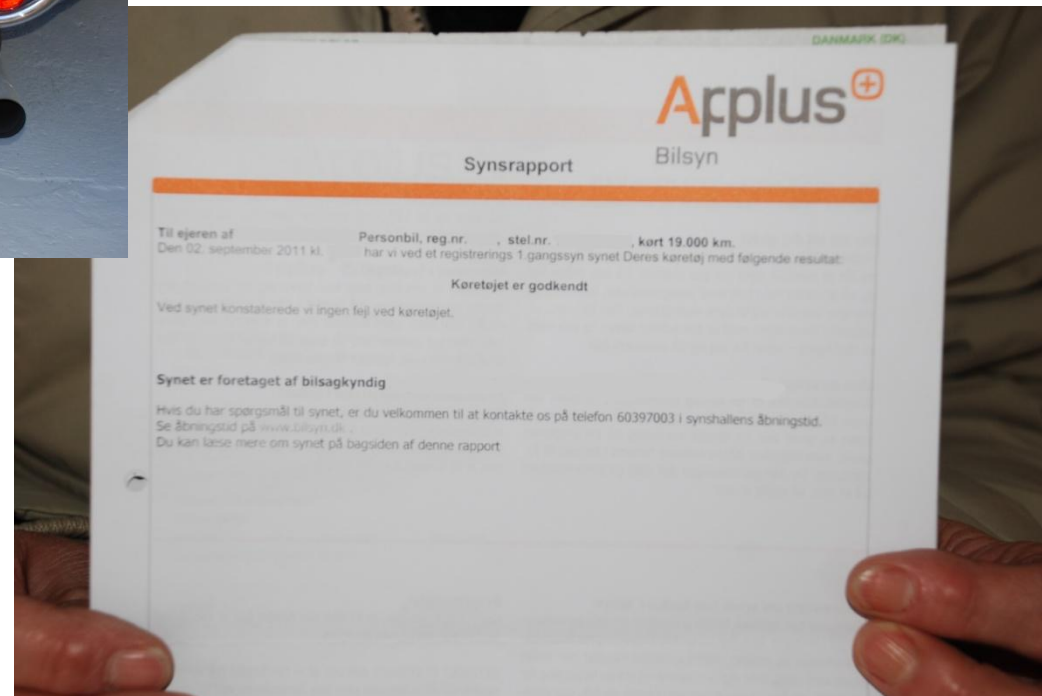 DANMARK (DK)
Applus+
Bilsyn
Synsrapport
Til ejeren af Personbil, reg.nr. , stel.nr. , kørt 19.000 km.
Den 02. september 2011 kl. har vi ved et registrerings 1.gangssyn synet Deres køretøj med følgende resultat:
Køretøjet er godkendt
Ved synet konstaterede vi ingen fejl ved køretøjet.
Synet er foretaget af bilsagkyndig
Hvis du har spørgsmål til synet, er du velkommen til at kontakte os på telefon 60397003 i synshallens åbningstid.
Se åbningstid på www.bilsyn.dk .
Du kan læse mere om synet på bagsiden af denne rapport